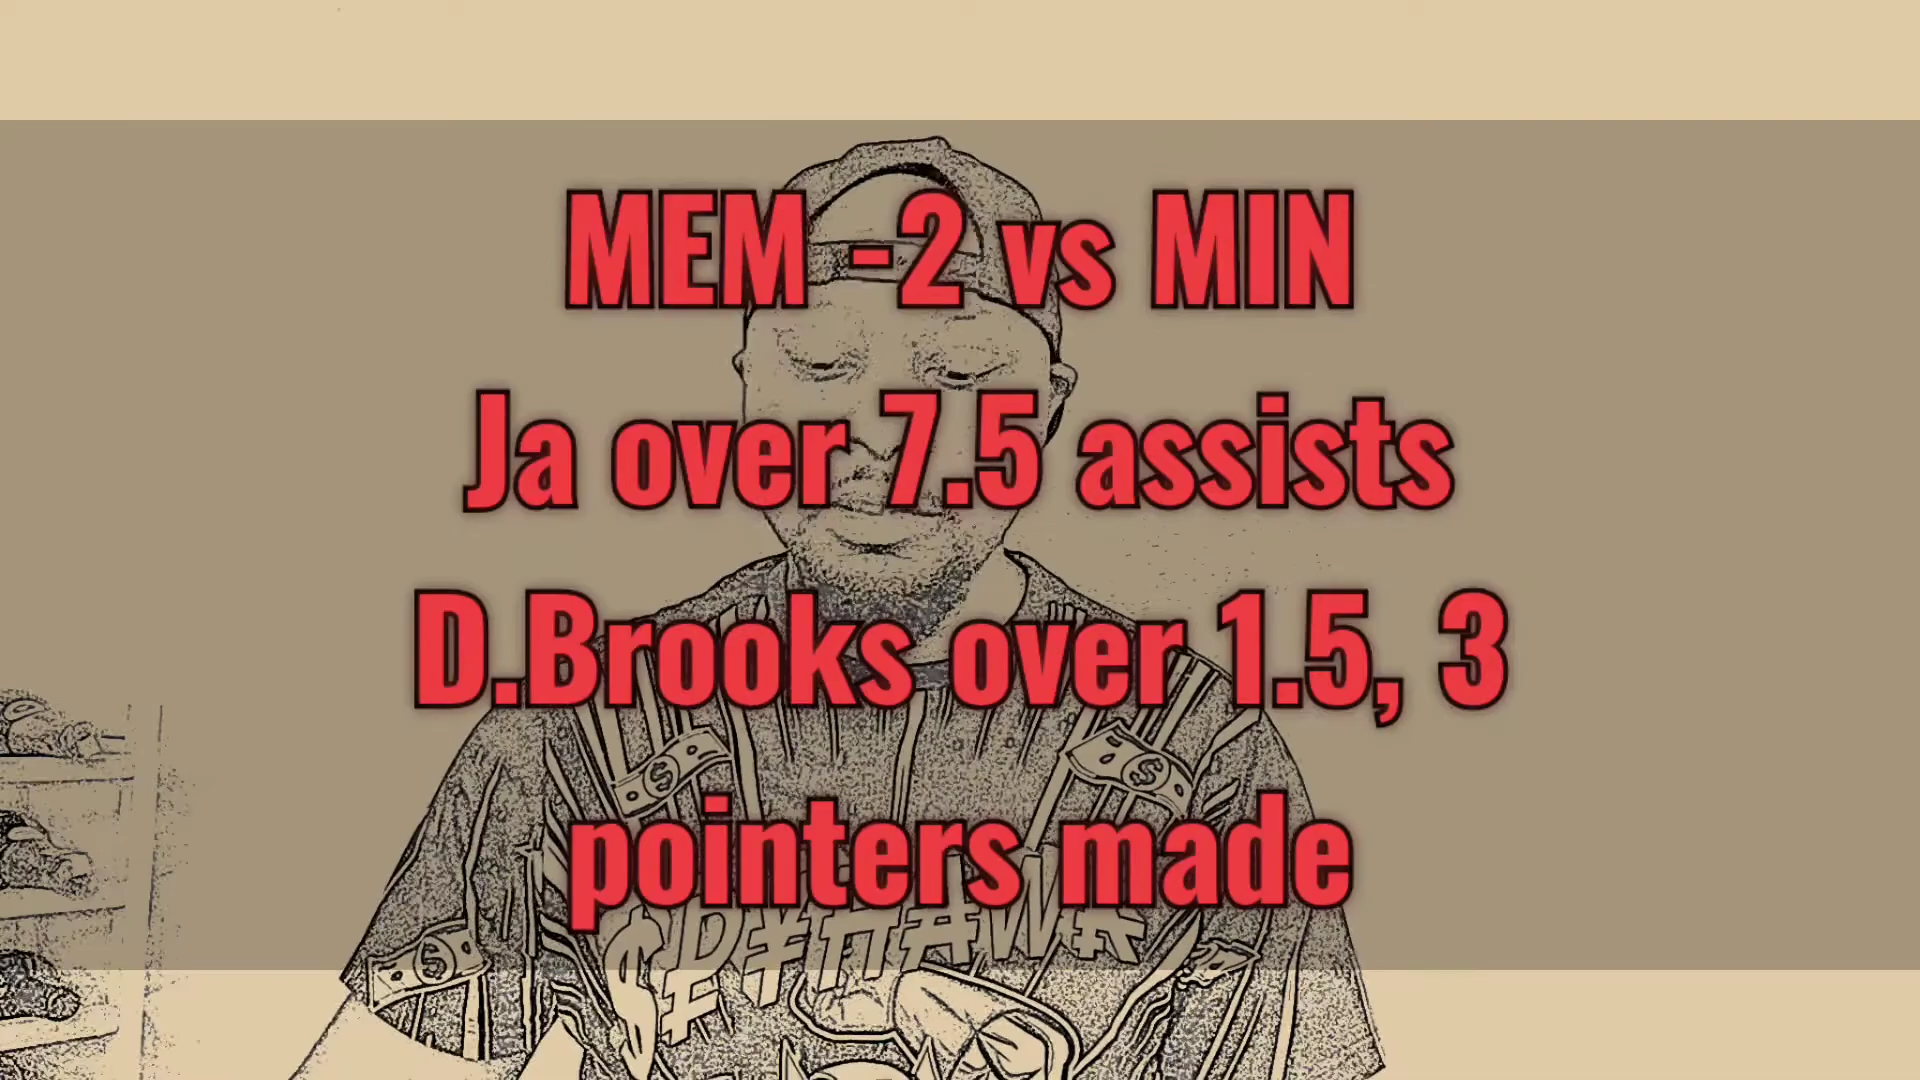 MEM -2 vs MIN
Ja over 7.5 assists
D.Brooks over 1.5, 3
pointers made